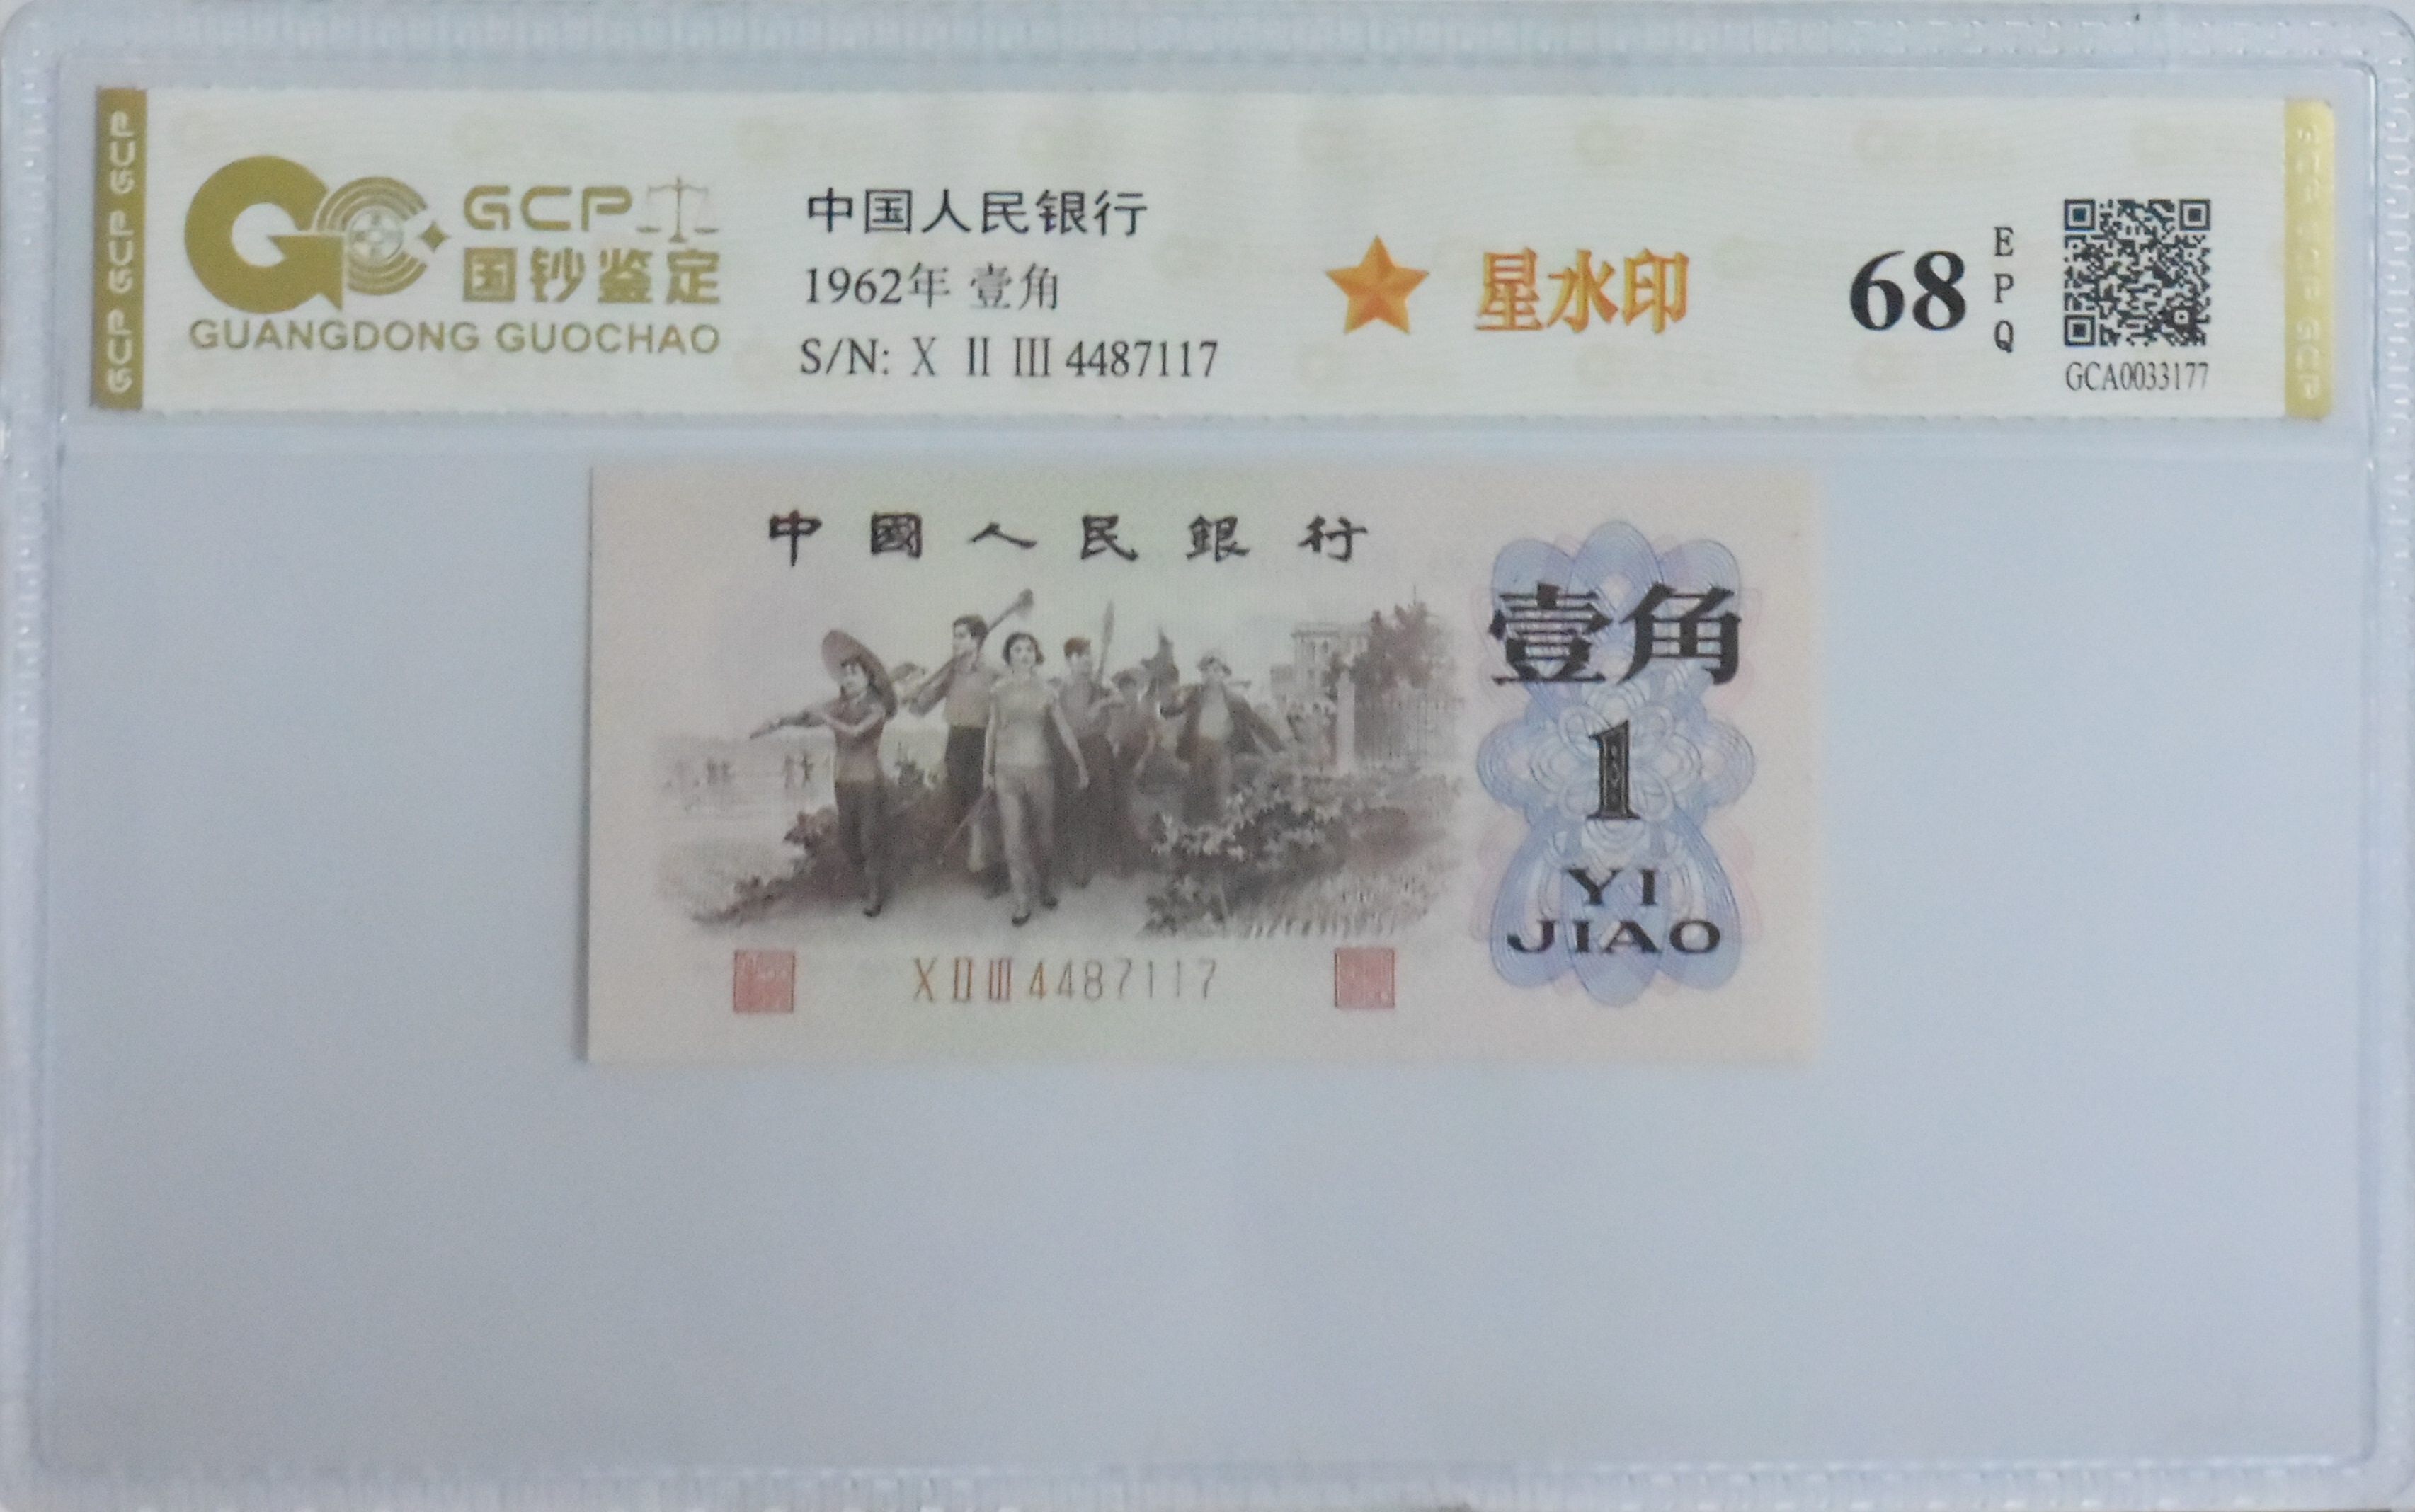 GCP GCP GCP
GCP
国钞鉴定
GUANGDONG GUOCHAO
中国人民银行
1962年 壹角
S/N: X II III 4487117
星水印
68
EPQ
GCA0033177
中國人民銀行
壹角
1
YI
JIAO
X II III 4487117